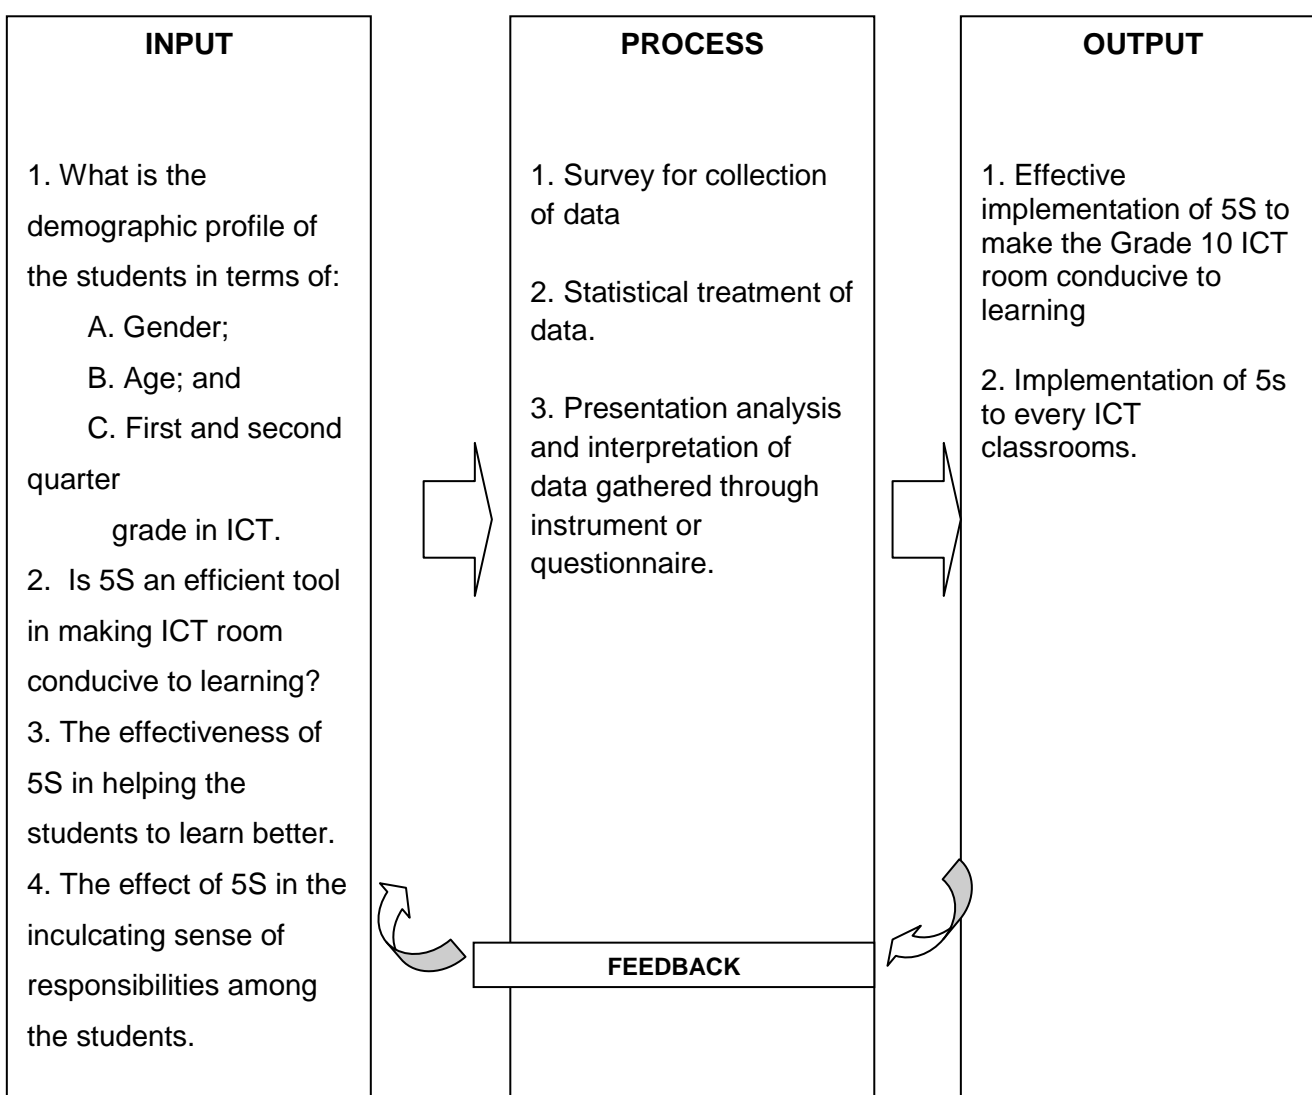 INPUT
1. What is the
demographic profile of
the students in terms of:
A. Gender;
B. Age; and
C. First and second
quarter
grade in ICT.
2.  Is 5S an efficient tool
in making ICT room
conducive to learning?
3. The effectiveness of
5S in helping the
students to learn better.
4. The effect of 5S in the
inculcating sense of
responsibilities among
the students.
PROCESS
1. Survey for collection
of data
2. Statistical treatment of
data.
3. Presentation analysis
and interpretation of
data gathered through
instrument or
questionnaire.
OUTPUT
1. Effective
implementation of 5S to
make the Grade 10 ICT
room conducive to
learning
2. Implementation of 5s
to every ICT
classrooms.
FEEDBACK